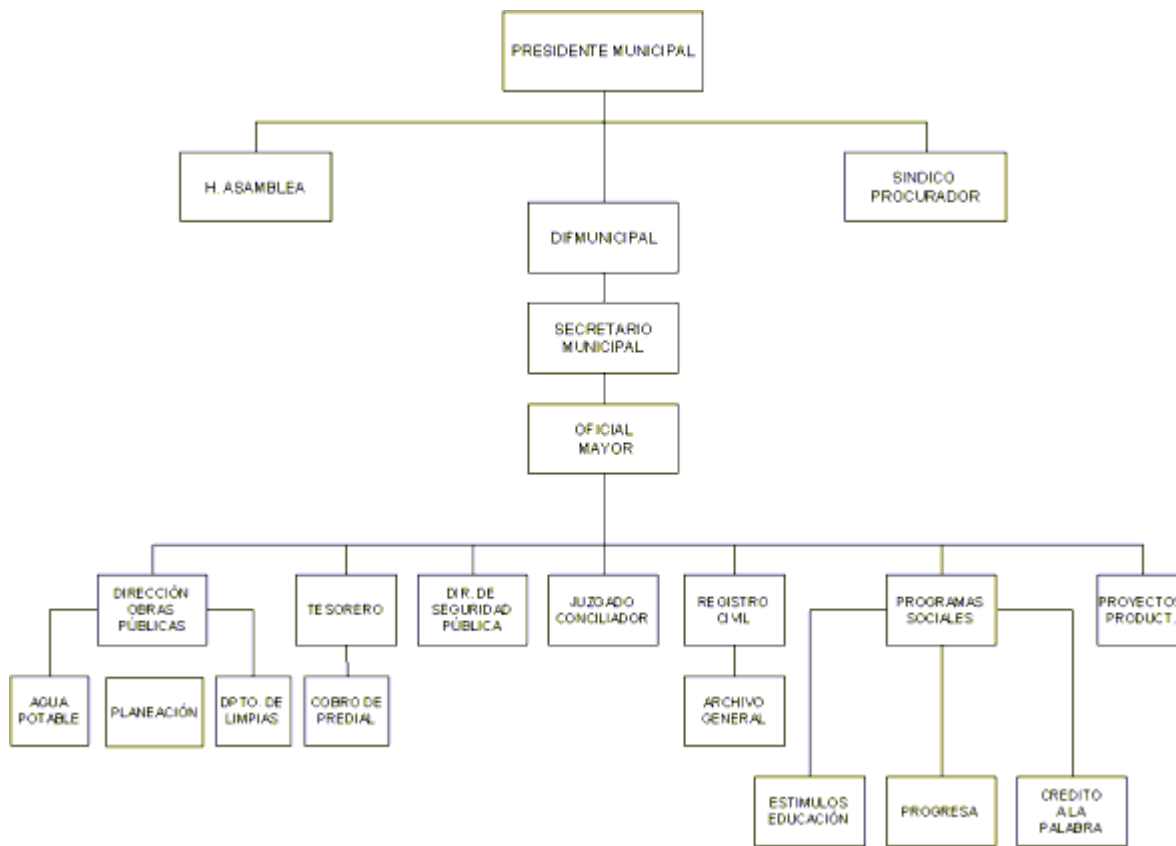 PRESIDENTE MUNICIPAL
H. ASAMBLEA
SINDICO
PROCURADOR
DIFMUNICIPAL
SECRETARIO
MUNICIPAL
OFICIAL
MAYOR
DIRECCIÓN
OBRAS
PÚBLICAS
TESORERO
DIR. DE
SEGURIDAD
PÚBLICA
JUZGADO
CONCILIADOR
REGISTRO
CIVIL
PROGRAMAS
SOCIALES
PROYECTOS
PRODUCT.
AGUA
POTABLE
PLANEACIÓN
DPTO. DE
LIMPIAS
COBRO DE
PREDIAL
ARCHIVO
GENERAL
ESTIMULOS
EDUCACIÓN
PROGRESA
CREDITO
A LA
PALABRA